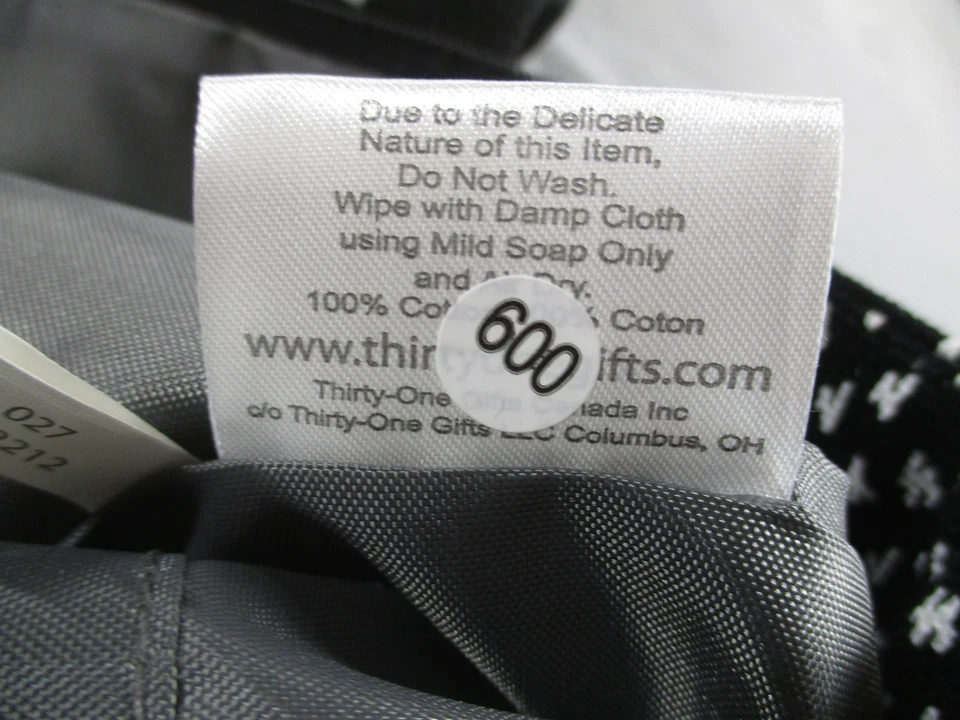 Due to the Delicate
Nature of this Item,
Do Not Wash.
Wipe with Damp Cloth
using Mild Soap Only
and Air Dry.
100% Coton
www.thir ifts.com
600
Thirty-One Canada Inc
c/o Thirty-One Gifts LLC Columbus, OH
027
2212